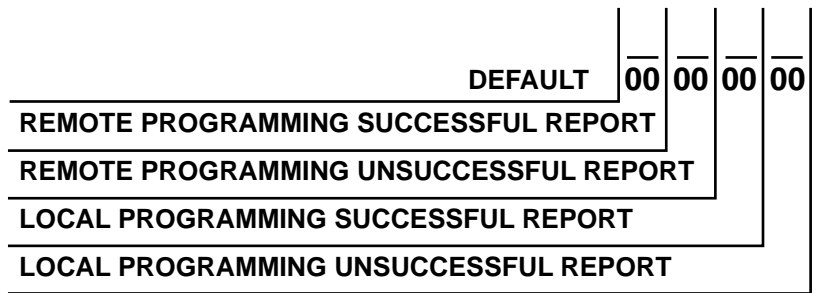 DEFAULT 00 00 00 00
REMOTE PROGRAMMING SUCCESSFUL REPORT
REMOTE PROGRAMMING UNSUCCESSFUL REPORT
LOCAL PROGRAMMING SUCCESSFUL REPORT
LOCAL PROGRAMMING UNSUCCESSFUL REPORT